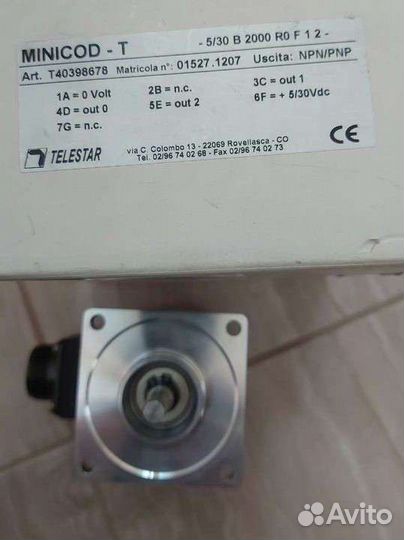 MINICOD - T - 5/30 B 2000 R0 F 1 2 -
Art. T40398678 Matricola n°: 01527.1207 Uscita: NPN/PNP
1A = 0 Volt 2B = n.c. 3C = out 1
4D = out 0 5E = out 2 6F = + 5/30Vdc
7G = n.c.
TELESTAR via C. Colombo 13 - 22069 Rovellasca - CO
Tel. 02/96 74 02 68 - Fax 02/96 74 02 73
CE
Avito